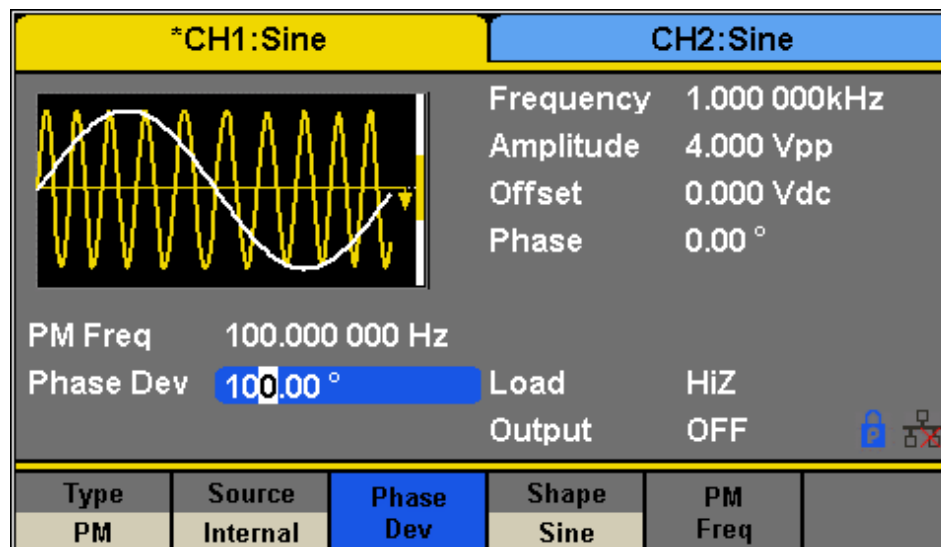 *CH1:Sine CH2:Sine
Frequency 1.000 000kHz
Amplitude 4.000 Vpp
Offset 0.000 Vdc
Phase 0.00 °
PM Freq 100.000 000 Hz
Phase Dev 100.00 °
Load HiZ
Output OFF
P
Type Source Phase Dev Shape PM Freq
PM Internal Sine